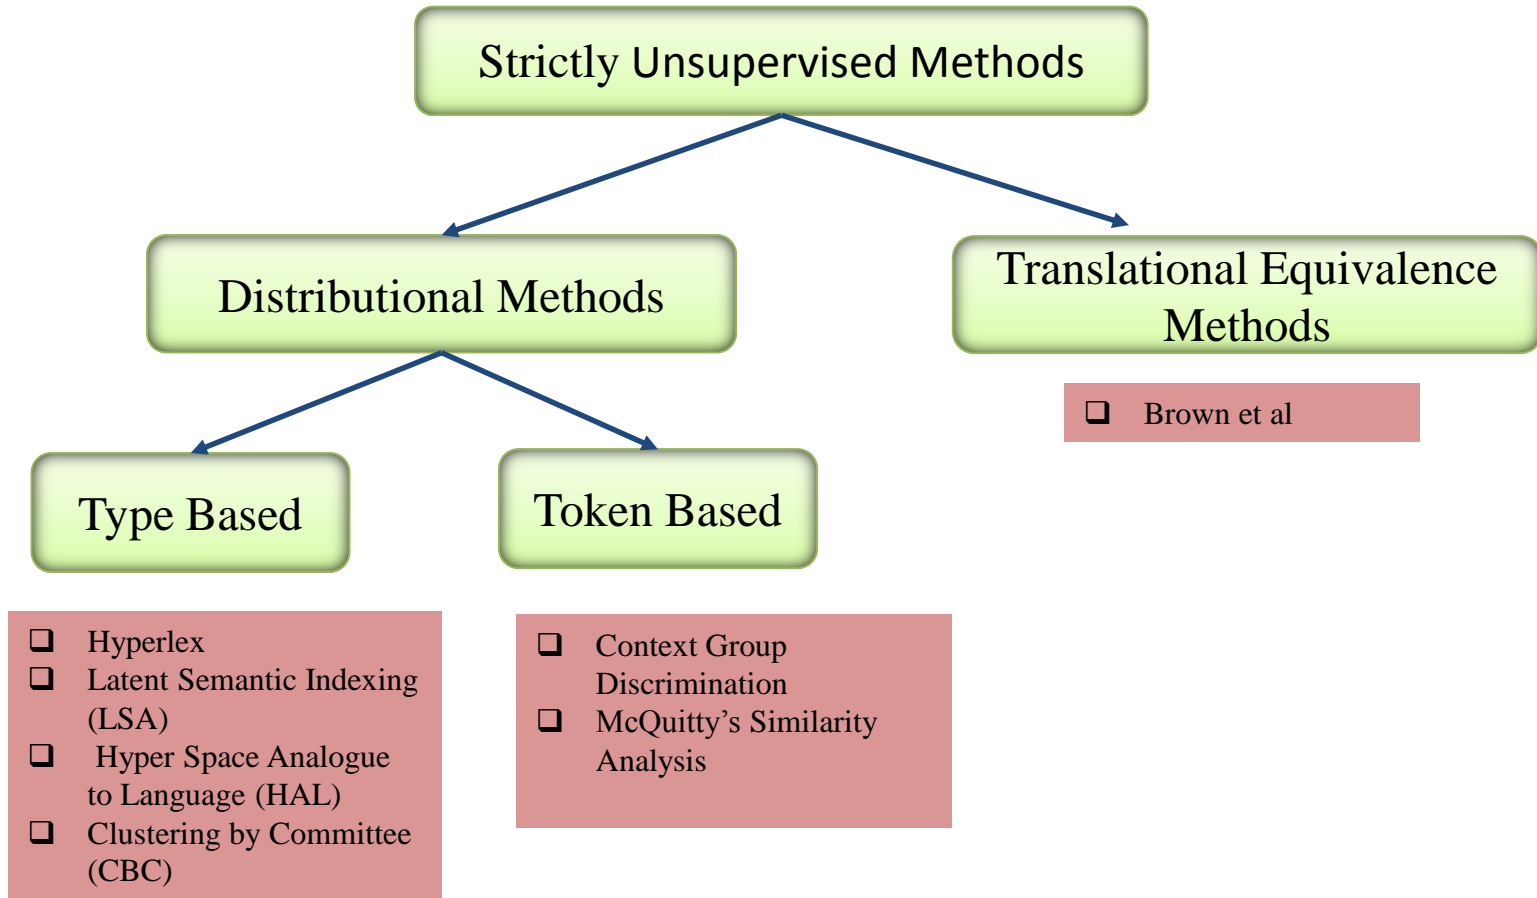 Strictly Unsupervised Methods
Distributional Methods
Translational Equivalence
Methods
❑ Brown et al
Type Based
Token Based
❑ Hyperlex
❑ Latent Semantic Indexing
(LSA)
❑ Hyper Space Analogue
to Language (HAL)
❑ Clustering by Committee
(CBC)
❑ Context Group
Discrimination
❑ McQuitty’s Similarity
Analysis